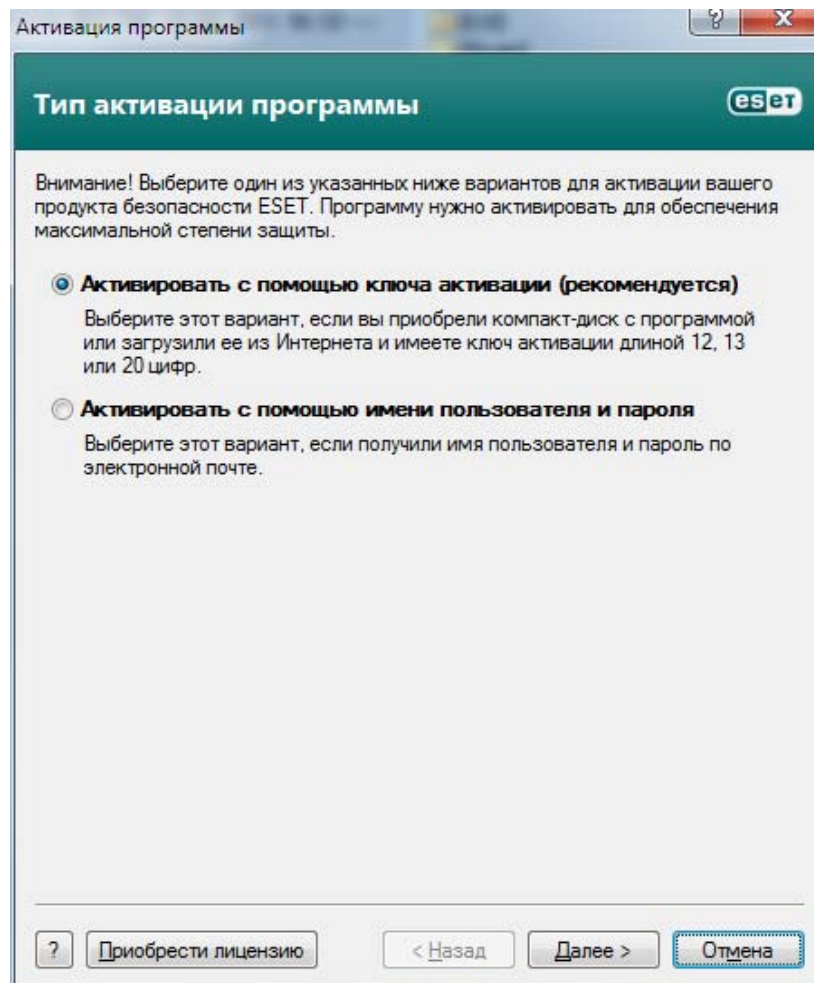 Активация программы
Тип активации программы
eset
Внимание! Выберите один из указанных ниже вариантов для активации вашего
продукта безопасности ESET. Программу нужно активировать для обеспечения
максимальной степени защиты.
Активировать с помощью ключа активации (рекомендуется)
Выберите этот вариант, если вы приобрели компакт-диск с программой
или загрузили ее из Интернета и имеете ключ активации длиной 12, 13
или 20 цифр.
Активировать с помощью имени пользователя и пароля
Выберите этот вариант, если получили имя пользователя и пароль по
электронной почте.
? Приобрести лицензию < Назад Далее > Отмена